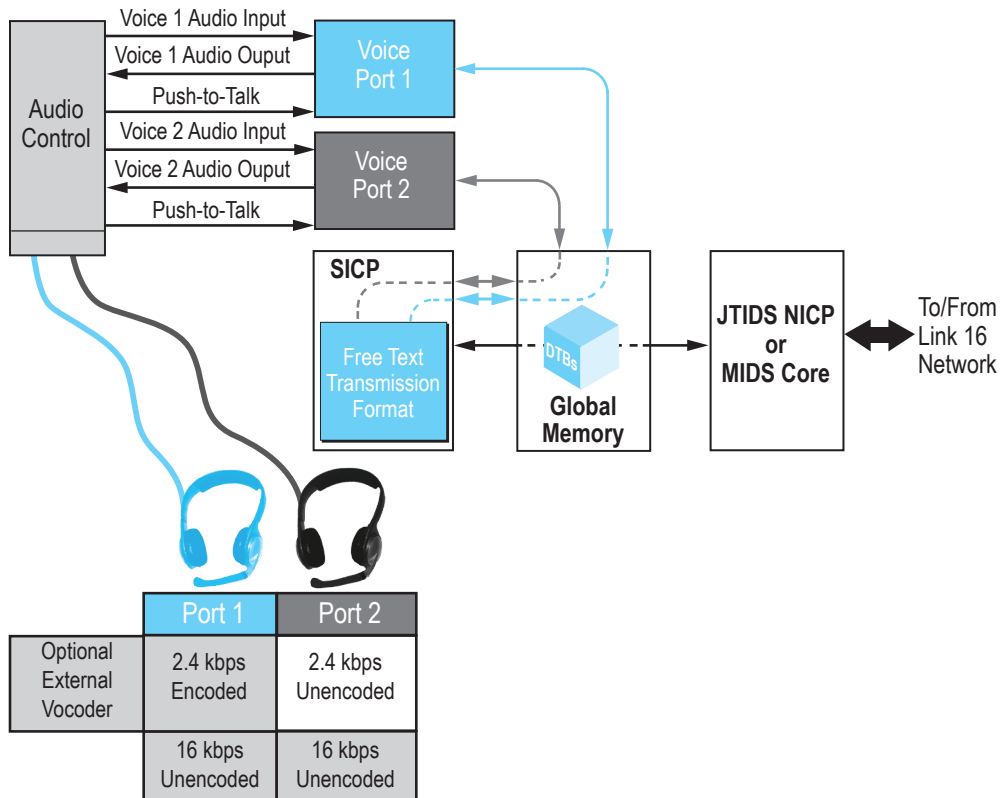 Voice 1 Audio Input
Voice 1 Audio Ouput
Push-to-Talk
Voice 2 Audio Input
Voice 2 Audio Ouput
Push-to-Talk
Audio
Control
Voice
Port 1
Voice
Port 2
SICP
Free Text
Transmission
Format
DTBs
Global
Memory
JTIDS NICP
or
MIDS Core
To/From
Link 16
Network
Port 1
Port 2
Optional
External
Vocoder
2.4 kbps
Encoded
2.4 kbps
Unencoded
16 kbps
Unencoded
16 kbps
Unencoded